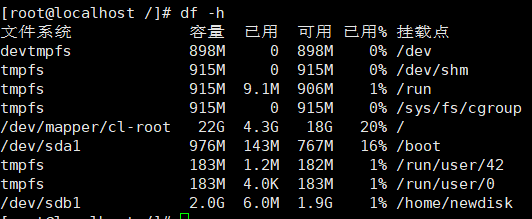 [root@localhost /]# df -h
文件系统 容量 已用 可用 已用% 挂载点
devtmpfs 898M 0 898M 0% /dev
tmpfs 915M 0 915M 0% /dev/shm
tmpfs 915M 9.1M 906M 1% /run
tmpfs 915M 0 915M 0% /sys/fs/cgroup
/dev/mapper/cl-root 22G 4.3G 18G 20% /
/dev/sda1 976M 143M 767M 16% /boot
tmpfs 183M 1.2M 182M 1% /run/user/42
tmpfs 183M 4.0K 183M 1% /run/user/0
/dev/sdb1 2.0G 6.0M 1.9G 1% /home/newdisk
[root@localhost /]#